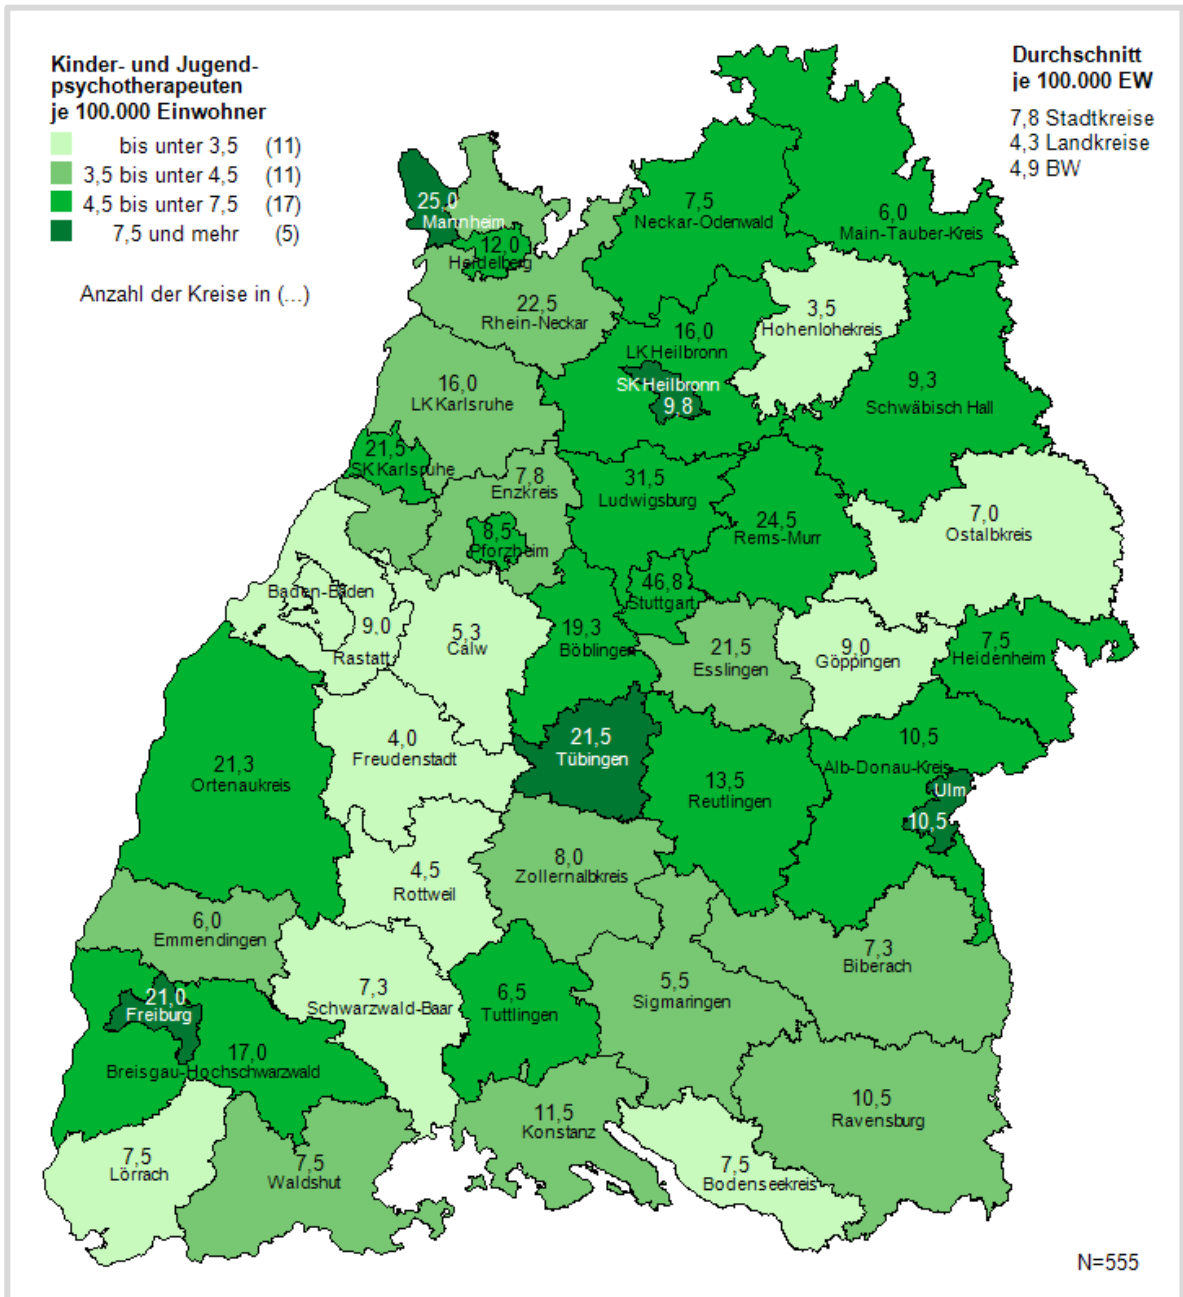 Kinder- und Jugend-
psychotherapeuten
je 100.000 Einwohner
bis unter 3,5 (11)
3,5 bis unter 4,5 (11)
4,5 bis unter 7,5 (17)
7,5 und mehr (5)
Anzahl der Kreise in (...)
Durchschnitt
je 100.000 EW
7,8 Stadtkreise
4,3 Landkreise
4,9 BW
25,0
Mannheim
12,0
Heidelberg
7,5
Neckar-Odenwald
6,0
Main-Tauber-Kreis
22,5
Rhein-Neckar
16,0
LK Heilbronn
3,5
Hohenlohekreis
SK Heilbronn
9,8
9,3
Schwäbisch Hall
16,0
LK Karlsruhe
21,5
SK Karlsruhe
7,8
Enzkreis
8,5
Pforzheim
31,5
Ludwigsburg
24,5
Rems-Murr
7,0
Ostalbkreis
46,8
Stuttgart
Baden-Baden
9,0
Rastatt
5,3
Calw
19,3
Böblingen
21,5
Esslingen
9,0
Göppingen
7,5
Heidenheim
21,3
Ortenaukreis
4,0
Freudenstadt
21,5
Tübingen
13,5
Reutlingen
10,5
Alb-Donau-Kreis
Ulm
10,5
4,5
Rottweil
8,0
Zollernalbkreis
6,0
Emmendingen
7,3
Biberach
21,0
Freiburg
7,3
Schwarzwald-Baar
6,5
Tuttlingen
5,5
Sigmaringen
17,0
Breisgau-Hochschwarzwald
11,5
Konstanz
10,5
Ravensburg
7,5
Lörrach
7,5
Waldshut
7,5
Bodenseekreis
N=555